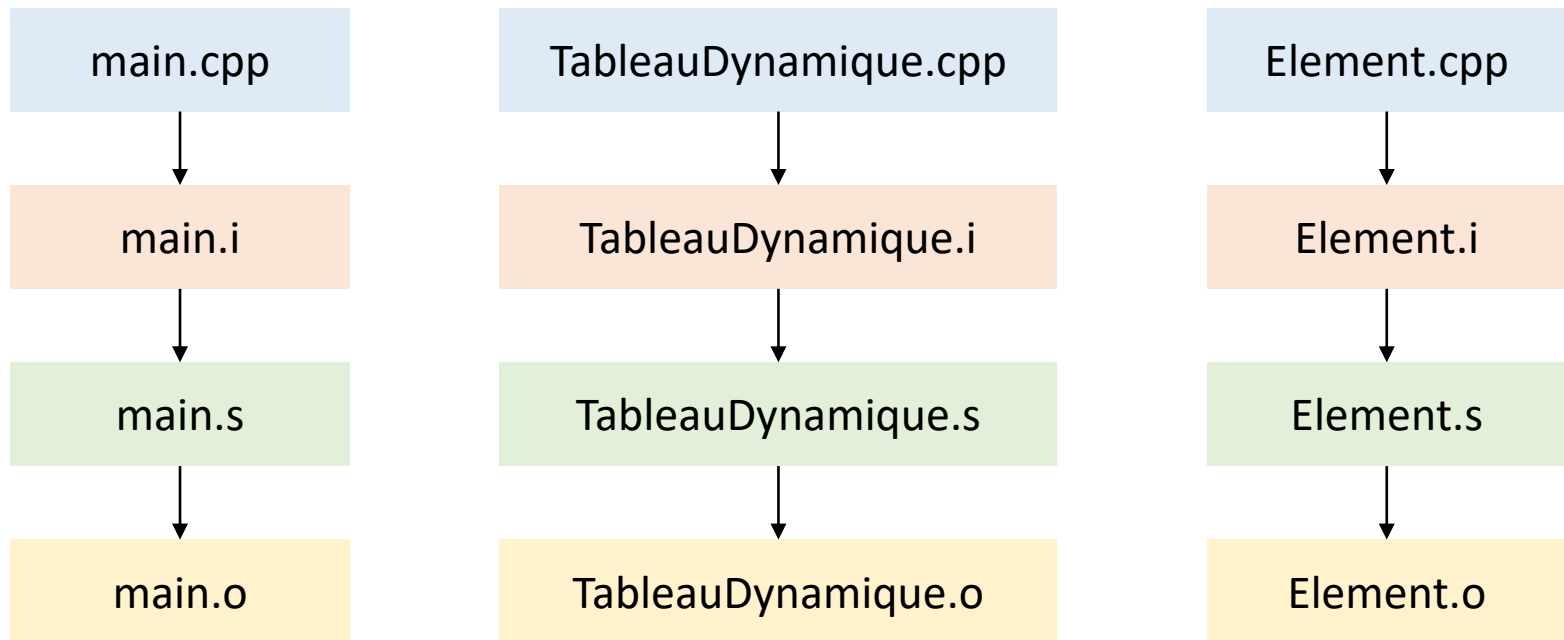 main.cpp
TableauDynamique.cpp
Element.cpp
main.i
TableauDynamique.i
Element.i
main.s
TableauDynamique.s
Element.s
main.o
TableauDynamique.o
Element.o